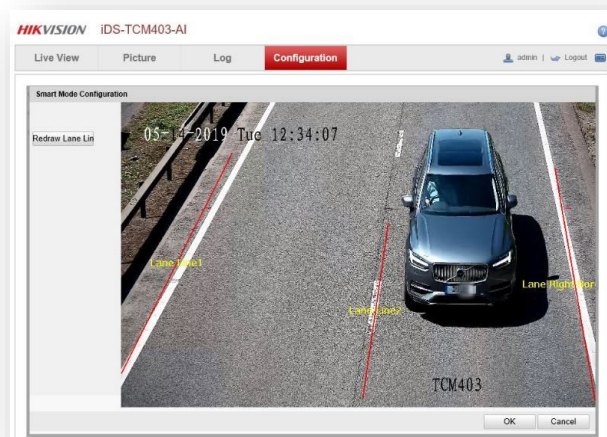 HIKVISION iDS-TCM403-AI
Live View Picture Log Configuration admin | Logout
Smart Mode Configuration
Redraw Lane Lin
05-14-2019 Tue 12:34:07
Lane Line1
Lane Line2
Lane Right Bor
TCM403
OK Cancel